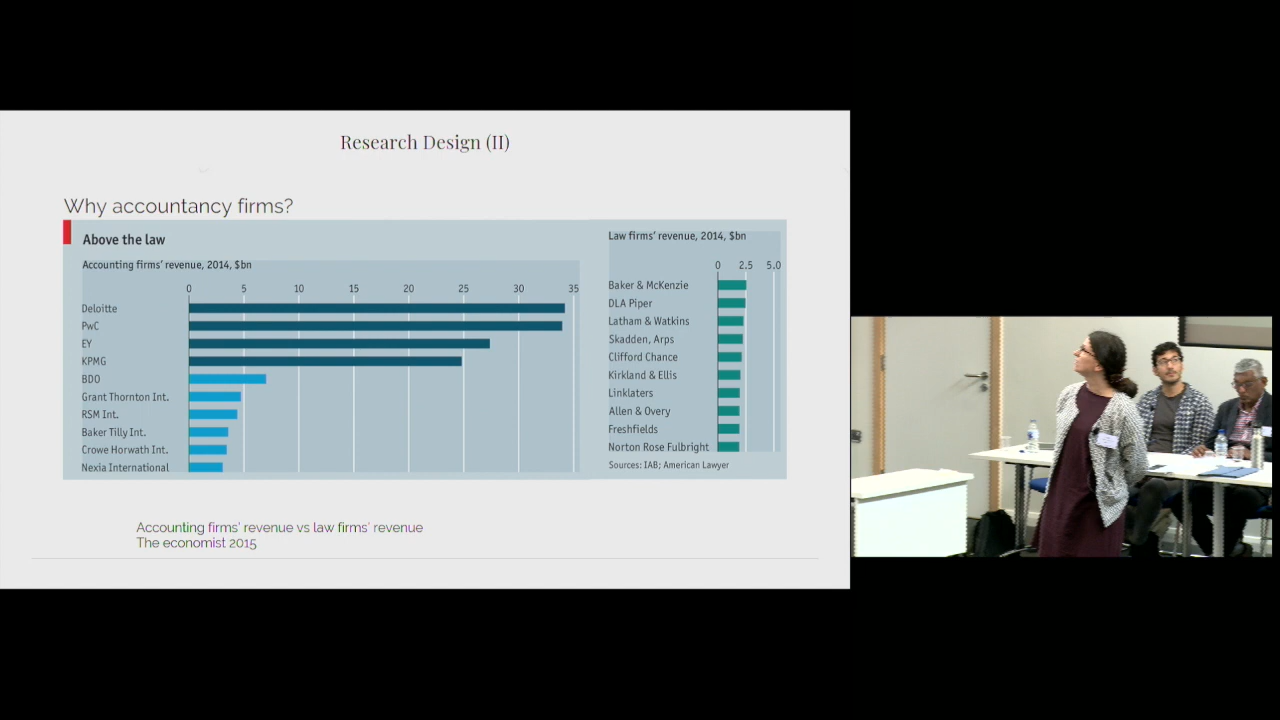 Research Design (II)
Why accountancy firms?
Above the law
Accounting firms' revenue, 2014, $bn
0 5 10 15 20 25 30 35
Deloitte
PwC
EY
KPMG
BDO
Grant Thornton Int.
RSM Int.
Baker Tilly Int.
Crowe Horwath Int.
Nexia International
Law firms' revenue, 2014, $bn
0 2.5 5.0
Baker & McKenzie
DLA Piper
Latham & Watkins
Skadden, Arps
Clifford Chance
Kirkland & Ellis
Linklaters
Allen & Overy
Freshfields
Norton Rose Fulbright
Sources: IAB; American Lawyer
Accounting firms' revenue vs law firms' revenue
The economist 2015